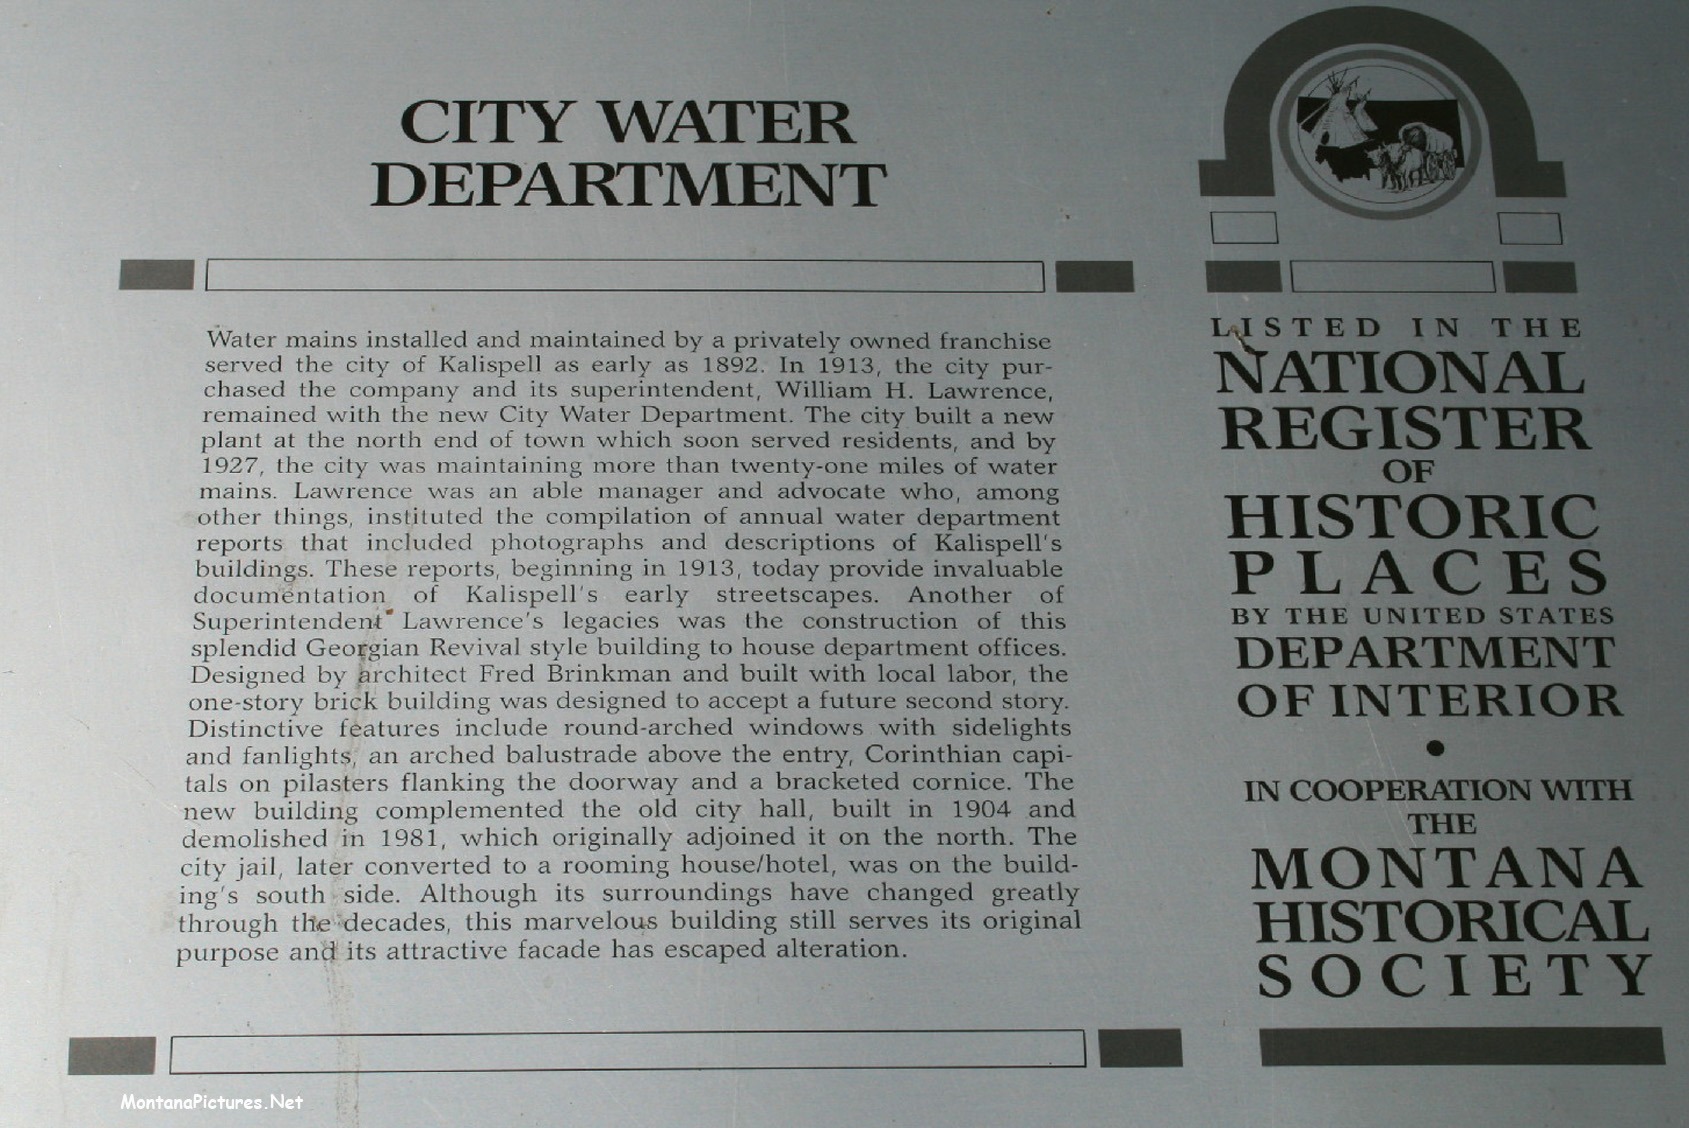 CITY WATER
DEPARTMENT
Water mains installed and maintained by a privately owned franchise
served the city of Kalispell as early as 1892. In 1913, the city pur-
chased the company and its superintendent, William H. Lawrence,
remained with the new City Water Department. The city built a new
plant at the north end of town which soon served residents, and by
1927, the city was maintaining more than twenty-one miles of water
mains. Lawrence was an able manager and advocate who, among
other things, instituted the compilation of annual water department
reports that included photographs and descriptions of Kalispell's
buildings. These reports, beginning in 1913, today provide invaluable
documentation of Kalispell's early streetscapes. Another of
Superintendent Lawrence's legacies was the construction of this
splendid Georgian Revival style building to house department offices.
Designed by architect Fred Brinkman and built with local labor, the
one-story brick building was designed to accept a future second story.
Distinctive features include round-arched windows with sidelights
and fanlights, an arched balustrade above the entry, Corinthian capi-
tals on pilasters flanking the doorway and a bracketed cornice. The
new building complemented the old city hall, built in 1904 and
demolished in 1981, which originally adjoined it on the north. The
city jail, later converted to a rooming house/hotel, was on the build-
ing's south side. Although its surroundings have changed greatly
through the decades, this marvelous building still serves its original
purpose and its attractive facade has escaped alteration.
LISTED IN THE
NATIONAL
REGISTER
OF
HISTORIC
PLACES
BY THE UNITED STATES
DEPARTMENT
OF INTERIOR
•
IN COOPERATION WITH
THE
MONTANA
HISTORICAL
SOCIETY
MontanaPictures.Net